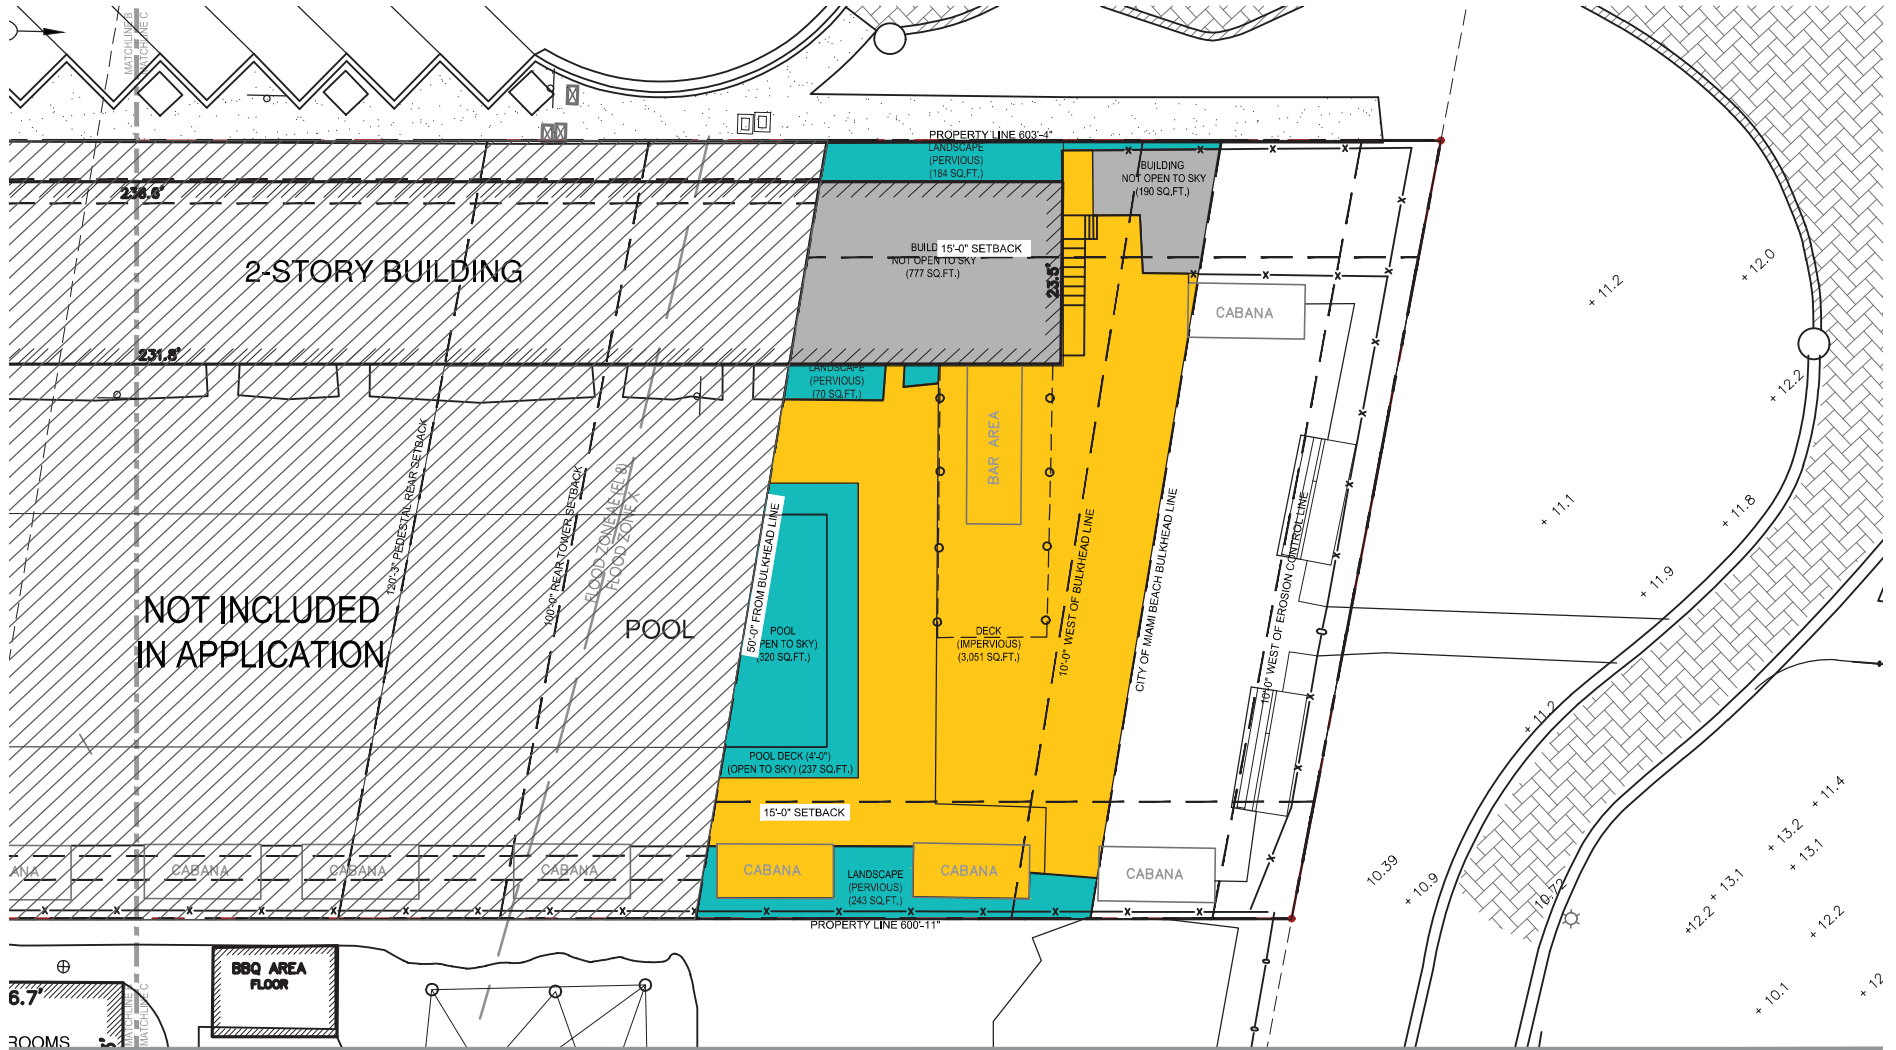 MATCHLINE B
MATCHLINE C
PROPERTY LINE 603'-4"
LANDSCAPE
(PERVIOUS)
(184 SQ.FT.)
BUILDING
NOT OPEN TO SKY
(190 SQ.FT.)
236.6'
2-STORY BUILDING
15'-0" SETBACK
NOT OPEN TO SKY
(777 SQ.FT.)
23.5'
CABANA
231.8'
LANDSCAPE
(PERVIOUS)
(70 SQ.FT.)
BAR AREA
120'-3" PEDESTAL REAR SETBACK
100'-0" REAR TOWER SETBACK
FLOOD ZONE AE (EL 8)
FLOOD ZONE X
50'-0" FROM BULKHEAD LINE
10'-0" WEST OF BULKHEAD LINE
CITY OF MIAMI BEACH BULKHEAD LINE
10'-0" WEST OF EROSION CONTROL LINE
NOT INCLUDED
IN APPLICATION
POOL
POOL
(OPEN TO SKY)
(320 SQ.FT.)
DECK
(IMPERVIOUS)
(3,051 SQ.FT.)
POOL DECK (4'-0")
(OPEN TO SKY) (237 SQ.FT.)
15'-0" SETBACK
CABANA
CABANA
CABANA
CABANA
CABANA
CABANA
LANDSCAPE
(PERVIOUS)
(243 SQ.FT.)
PROPERTY LINE 600'-11"
BBQ AREA
FLOOR
6.7'
ROOMS
MATCHLINE C
+ 11.2
+ 12.0
+ 12.2
+ 11.1
+ 11.8
+ 11.9
+ 11.2
+ 11.4
+ 13.2
+ 13.1
10.39
+ 10.9
10.72
+ 13.1
+ 12.2
+ 12.2
+ 10.1
+ 12